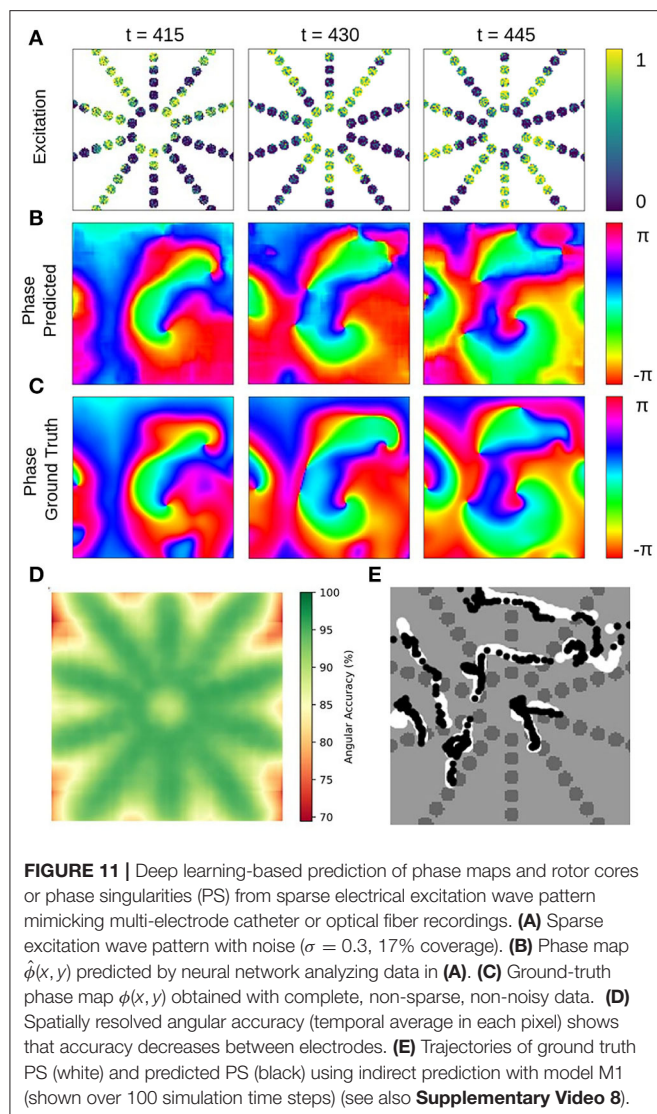 A
t = 415
t = 430
t = 445
Excitation
1
0
B
Phase
Predicted
π
-π
C
Phase
Ground Truth
π
-π
D
100
95
90
85
80
75
70
Angular Accuracy (%)
E
FIGURE 11 | Deep learning-based prediction of phase maps and rotor cores
or phase singularities (PS) from sparse electrical excitation wave pattern
mimicking multi-electrode catheter or optical fiber recordings. (A) Sparse
excitation wave pattern with noise (σ = 0.3, 17% coverage). (B) Phase map
ϕ̂(x, y) predicted by neural network analyzing data in (A). (C) Ground-truth
phase map ϕ(x, y) obtained with complete, non-sparse, non-noisy data. (D)
Spatially resolved angular accuracy (temporal average in each pixel) shows
that accuracy decreases between electrodes. (E) Trajectories of ground truth
PS (white) and predicted PS (black) using indirect prediction with model M1
(shown over 100 simulation time steps) (see also Supplementary Video 8).